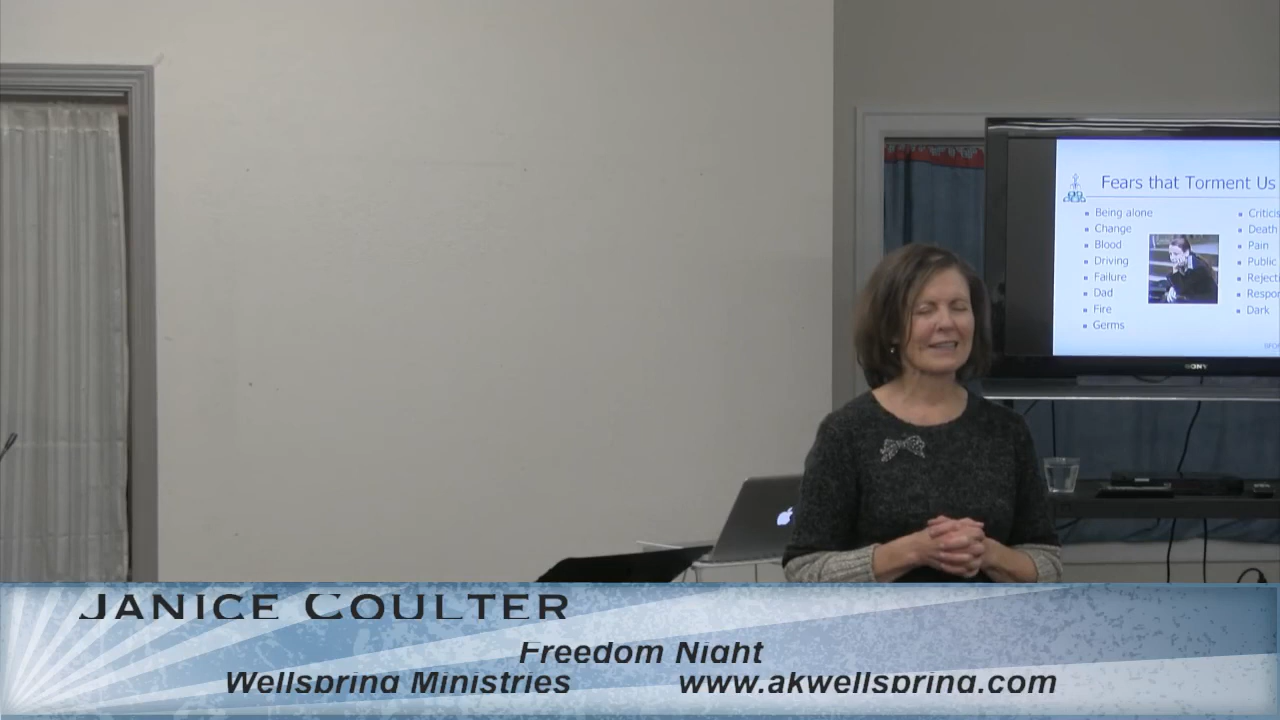 Fears that Torment Us
Being alone
Change
Blood
Driving
Failure
Dad
Fire
Germs
Death
Pain
Public
Dark
SONY
JANICE COULTER
Freedom Night
Wellspring Ministries www.akwellspring.com